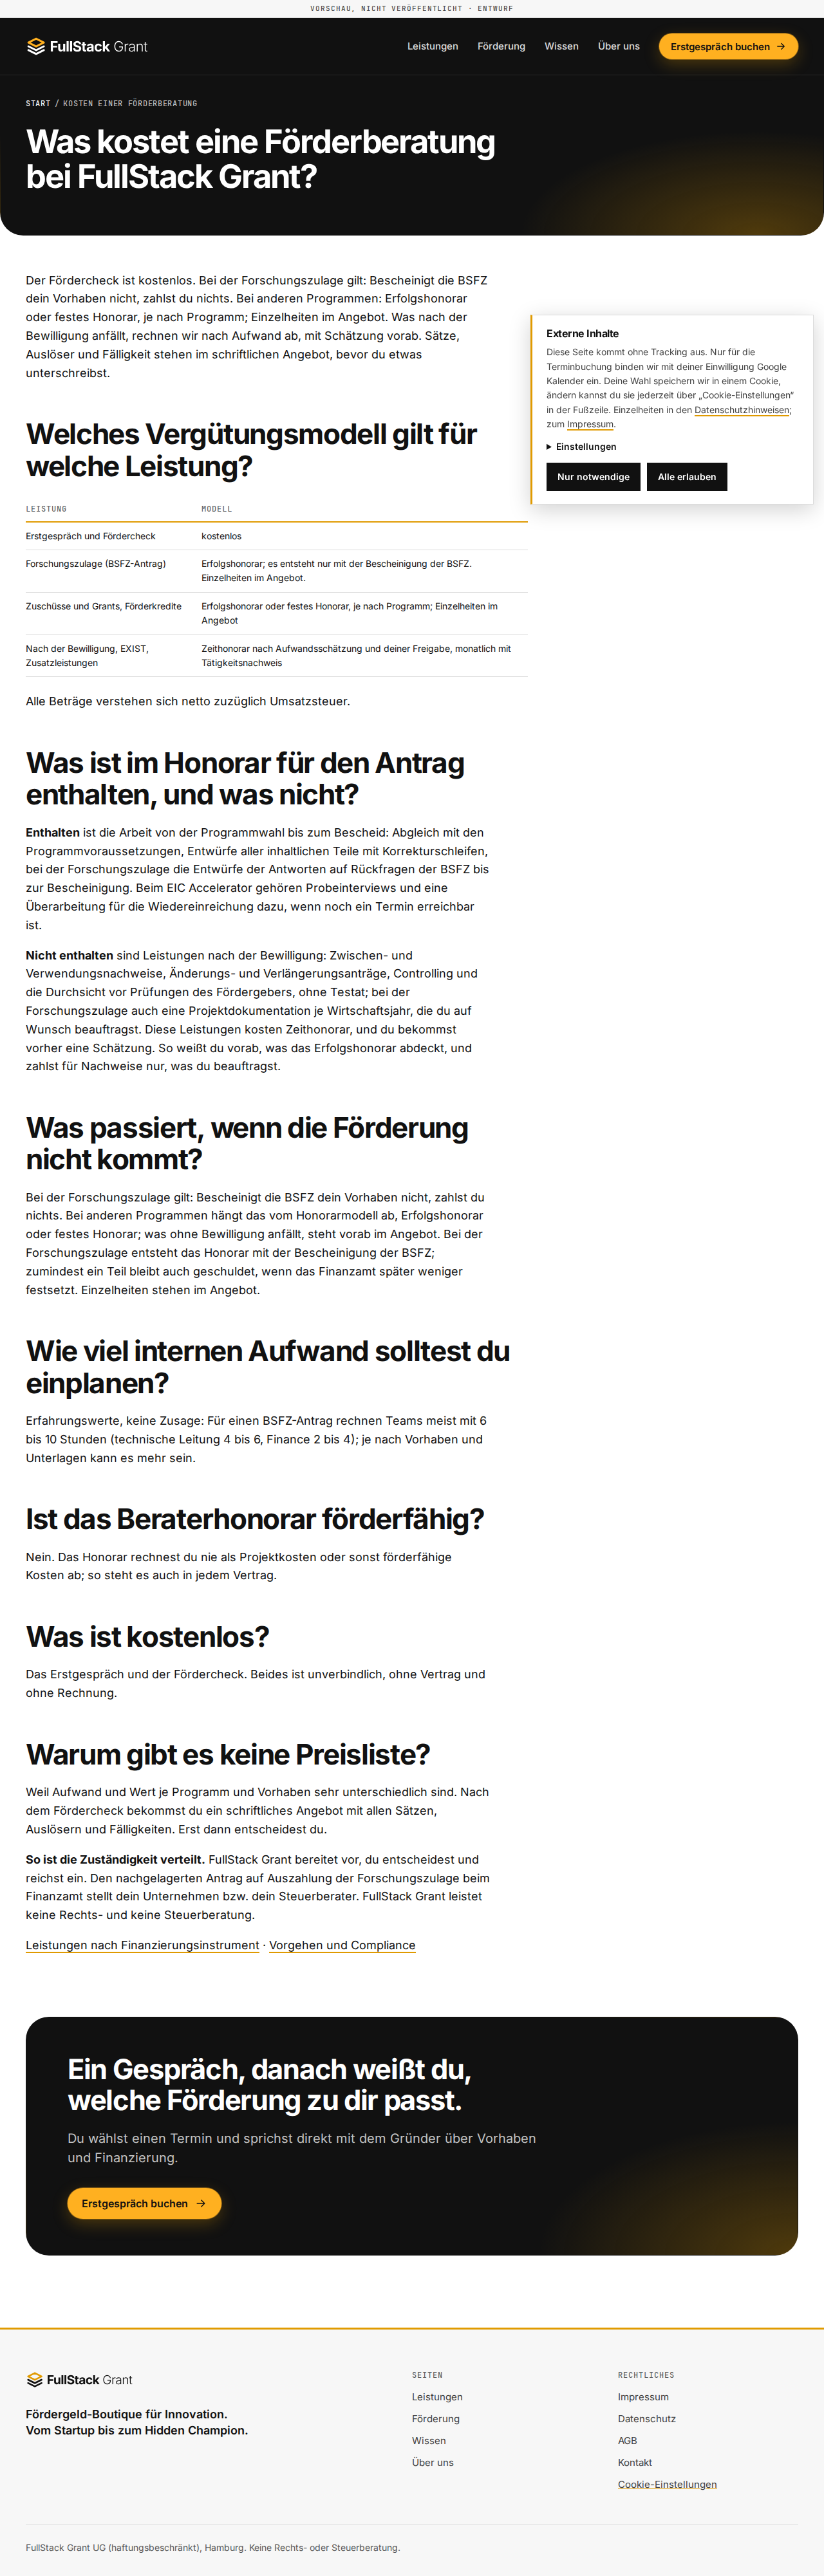 VORSCHAU, NICHT VERÖFFENTLICHT · ENTWURF
FullStack Grant
Leistungen
Förderung
Wissen
Über uns
Erstgespräch buchen →
START / KOSTEN EINER FÖRDERBERATUNG
Was kostet eine Förderberatung
bei FullStack Grant?
Der Fördercheck ist kostenlos. Bei der Forschungszulage gilt: Bescheinigt die BSFZ
dein Vorhaben nicht, zahlst du nichts. Bei anderen Programmen: Erfolgshonorar
oder festes Honorar, je nach Programm; Einzelheiten im Angebot. Was nach der
Bewilligung anfällt, rechnen wir nach Aufwand ab, mit Schätzung vorab. Sätze,
Auslöser und Fälligkeit stehen im schriftlichen Angebot, bevor du etwas
unterschreibst.
Externe Inhalte
Diese Seite kommt ohne Tracking aus. Nur für die
Terminbuchung binden wir mit deiner Einwilligung Google
Kalender ein. Deine Wahl speichern wir in einem Cookie,
ändern kannst du sie jederzeit über „Cookie-Einstellungen“
in der Fußzeile. Einzelheiten in den Datenschutzhinweisen;
zum Impressum.
Einstellungen
Nur notwendige
Alle erlauben
Welches Vergütungsmodell gilt für
welche Leistung?
LEISTUNG
MODELL
Erstgespräch und Fördercheck
kostenlos
Forschungszulage (BSFZ-Antrag)
Erfolgshonorar; es entsteht nur mit der Bescheinigung der BSFZ.
Einzelheiten im Angebot.
Zuschüsse und Grants, Förderkredite
Erfolgshonorar oder festes Honorar, je nach Programm; Einzelheiten im
Angebot
Nach der Bewilligung, EXIST,
Zusatzleistungen
Zeithonorar nach Aufwandsschätzung und deiner Freigabe, monatlich mit
Tätigkeitsnachweis
Alle Beträge verstehen sich netto zuzüglich Umsatzsteuer.
Was ist im Honorar für den Antrag
enthalten, und was nicht?
Enthalten ist die Arbeit von der Programmwahl bis zum Bescheid: Abgleich mit den
Programmvoraussetzungen, Entwürfe aller inhaltlichen Teile mit Korrekturschleifen,
bei der Forschungszulage die Entwürfe der Antworten auf Rückfragen der BSFZ bis
zur Bescheinigung. Beim EIC Accelerator gehören Probeinterviews und eine
Überarbeitung für die Wiedereinreichung dazu, wenn noch ein Termin erreichbar
ist.
Nicht enthalten sind Leistungen nach der Bewilligung: Zwischen- und
Verwendungsnachweise, Änderungs- und Verlängerungsanträge, Controlling und
die Durchsicht vor Prüfungen des Fördergebers, ohne Testat; bei der
Forschungszulage auch eine Projektdokumentation je Wirtschaftsjahr, die du auf
Wunsch beauftragst. Diese Leistungen kosten Zeithonorar, und du bekommst
vorher eine Schätzung. So weißt du vorab, was das Erfolgshonorar abdeckt, und
zahlst für Nachweise nur, was du beauftragst.
Was passiert, wenn die Förderung
nicht kommt?
Bei der Forschungszulage gilt: Bescheinigt die BSFZ dein Vorhaben nicht, zahlst du
nichts. Bei anderen Programmen hängt das vom Honorarmodell ab, Erfolgshonorar
oder festes Honorar; was ohne Bewilligung anfällt, steht vorab im Angebot. Bei der
Forschungszulage entsteht das Honorar mit der Bescheinigung der BSFZ;
zumindest ein Teil bleibt auch geschuldet, wenn das Finanzamt später weniger
festsetzt. Einzelheiten stehen im Angebot.
Wie viel internen Aufwand solltest du
einplanen?
Erfahrungswerte, keine Zusage: Für einen BSFZ-Antrag rechnen Teams meist mit 6
bis 10 Stunden (technische Leitung 4 bis 6, Finance 2 bis 4); je nach Vorhaben und
Unterlagen kann es mehr sein.
Ist das Beraterhonorar förderfähig?
Nein. Das Honorar rechnest du nie als Projektkosten oder sonst förderfähige
Kosten ab; so steht es auch in jedem Vertrag.
Was ist kostenlos?
Das Erstgespräch und der Fördercheck. Beides ist unverbindlich, ohne Vertrag und
ohne Rechnung.
Warum gibt es keine Preisliste?
Weil Aufwand und Wert je Programm und Vorhaben sehr unterschiedlich sind. Nach
dem Fördercheck bekommst du ein schriftliches Angebot mit allen Sätzen,
Auslösern und Fälligkeiten. Erst dann entscheidest du.
So ist die Zuständigkeit verteilt. FullStack Grant bereitet vor, du entscheidest und
reichst ein. Den nachgelagerten Antrag auf Auszahlung der Forschungszulage beim
Finanzamt stellt dein Unternehmen bzw. dein Steuerberater. FullStack Grant leistet
keine Rechts- und keine Steuerberatung.
Leistungen nach Finanzierungsinstrument · Vorgehen und Compliance
Ein Gespräch, danach weißt du,
welche Förderung zu dir passt.
Du wählst einen Termin und sprichst direkt mit dem Gründer über Vorhaben
und Finanzierung.
Erstgespräch buchen →
FullStack Grant
Fördergeld-Boutique für Innovation.
Vom Startup bis zum Hidden Champion.
SEITEN
Leistungen
Förderung
Wissen
Über uns
RECHTLICHES
Impressum
Datenschutz
AGB
Kontakt
Cookie-Einstellungen
FullStack Grant UG (haftungsbeschränkt), Hamburg. Keine Rechts- oder Steuerberatung.